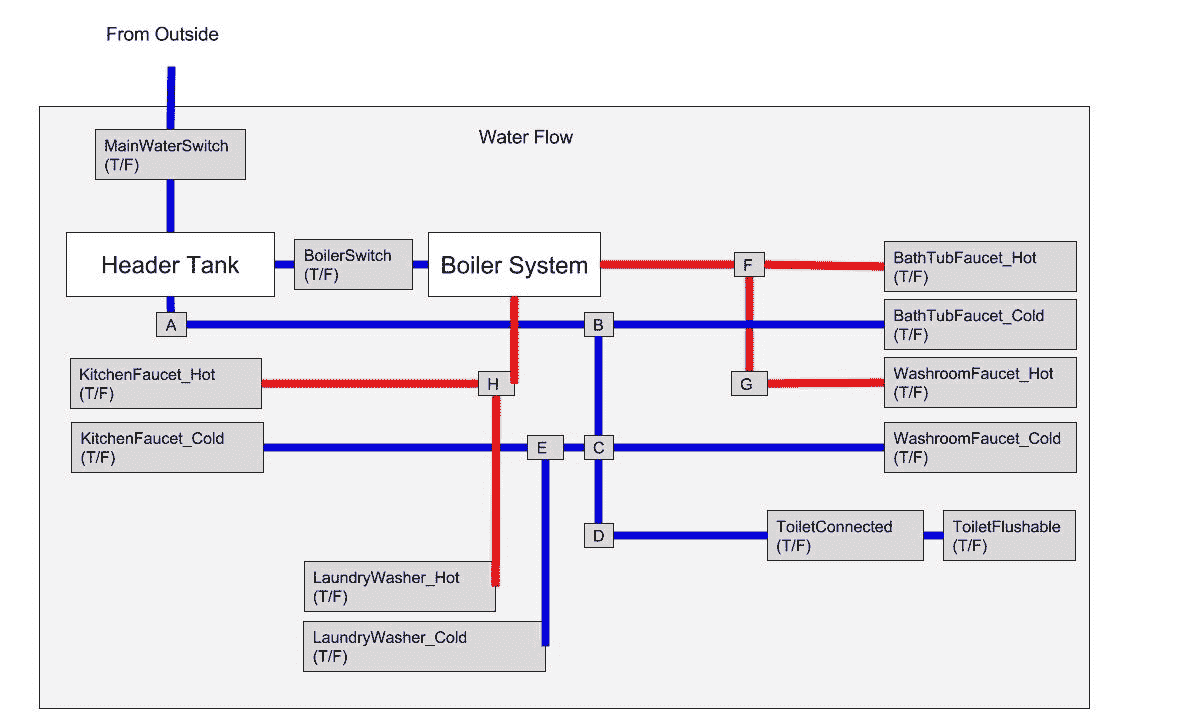 From Outside
Water Flow
MainWaterSwitch
(T/F)
Header Tank
BoilerSwitch
(T/F)
Boiler System
F
BathTubFaucet_Hot
(T/F)
A
B
BathTubFaucet_Cold
(T/F)
KitchenFaucet_Hot
(T/F)
H
G
WashroomFaucet_Hot
(T/F)
KitchenFaucet_Cold
(T/F)
E
C
WashroomFaucet_Cold
(T/F)
D
ToiletConnected
(T/F)
ToiletFlushable
(T/F)
LaundryWasher_Hot
(T/F)
LaundryWasher_Cold
(T/F)